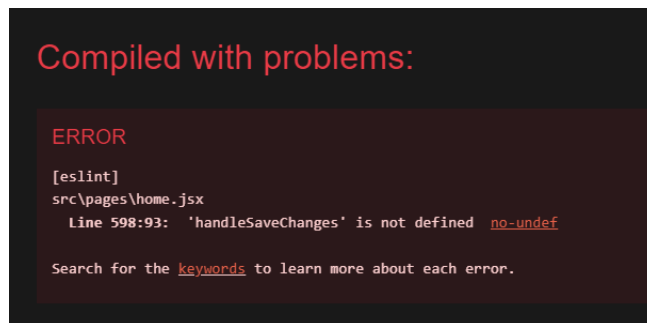 Compiled with problems:
ERROR
[eslint]
src\pages\home.jsx
Line 598:93:  'handleSaveChanges' is not defined  no-undef
Search for the keywords to learn more about each error.